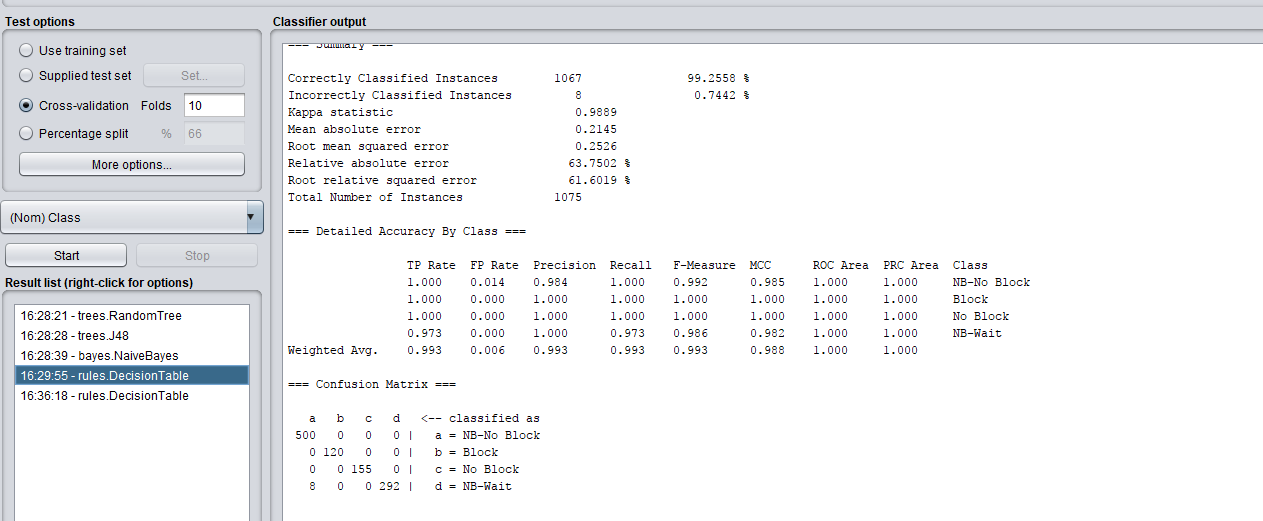 Test options
Use training set
Supplied test set Set...
Cross-validation Folds 10
Percentage split % 66
More options...
(Nom) Class
Start Stop
Result list (right-click for options)
16:28:21 - trees.RandomTree
16:28:28 - trees.J48
16:28:39 - bayes.NaiveBayes
16:29:55 - rules.DecisionTable
16:36:18 - rules.DecisionTable
Classifier output
=== Summary ===
Correctly Classified Instances 1067 99.2558 %
Incorrectly Classified Instances 8 0.7442 %
Kappa statistic 0.9889
Mean absolute error 0.2145
Root mean squared error 0.2526
Relative absolute error 63.7502 %
Root relative squared error 61.6019 %
Total Number of Instances 1075
=== Detailed Accuracy By Class ===
TP Rate FP Rate Precision Recall F-Measure MCC ROC Area PRC Area Class
1.000 0.014 0.984 1.000 0.992 0.985 1.000 1.000 NB-No Block
1.000 0.000 1.000 1.000 1.000 1.000 1.000 1.000 Block
1.000 0.000 1.000 1.000 1.000 1.000 1.000 1.000 No Block
0.973 0.000 1.000 0.973 0.986 0.982 1.000 1.000 NB-Wait
Weighted Avg. 0.993 0.006 0.993 0.993 0.993 0.988 1.000 1.000
=== Confusion Matrix ===
a b c d <-- classified as
500 0 0 0 | a = NB-No Block
0 120 0 0 | b = Block
0 0 155 0 | c = No Block
8 0 0 292 | d = NB-Wait